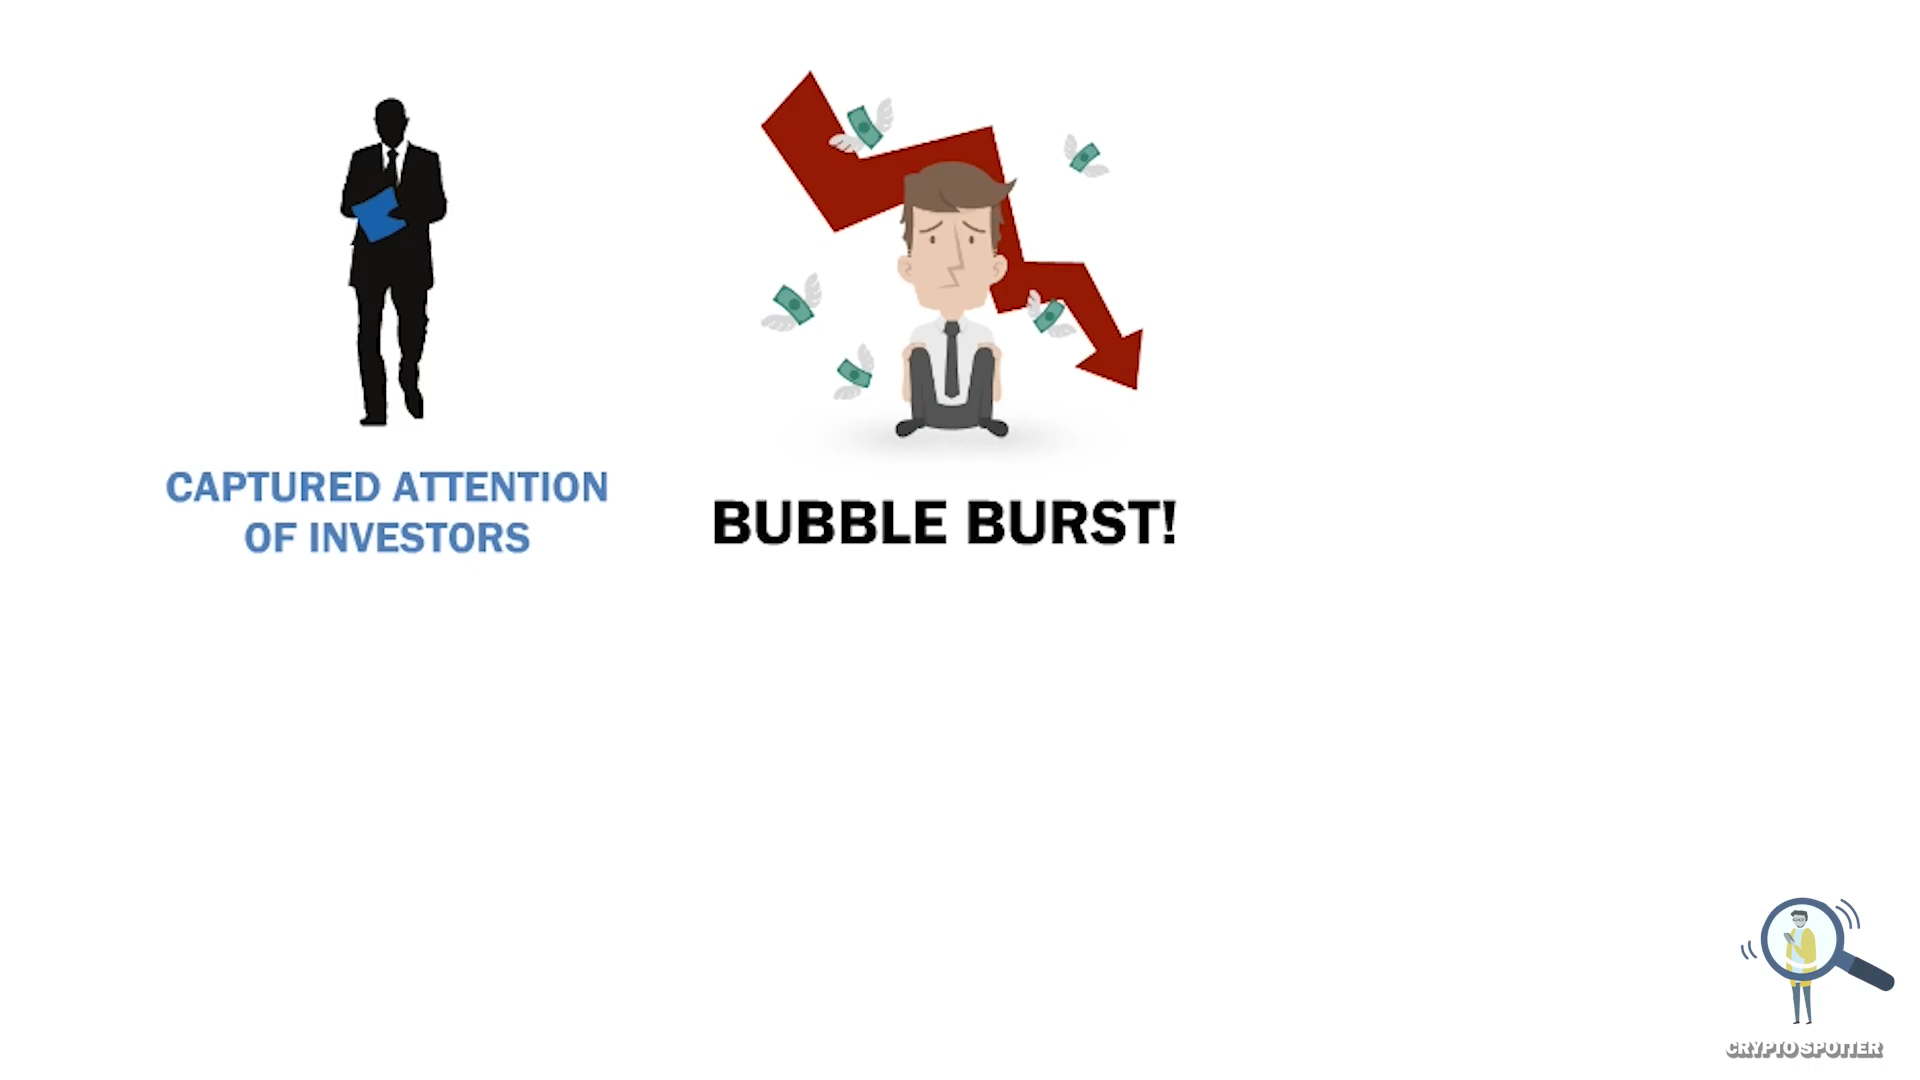 CAPTURED ATTENTION
OF INVESTORS
BUBBLE BURST!
CRYPTO SPOTTER